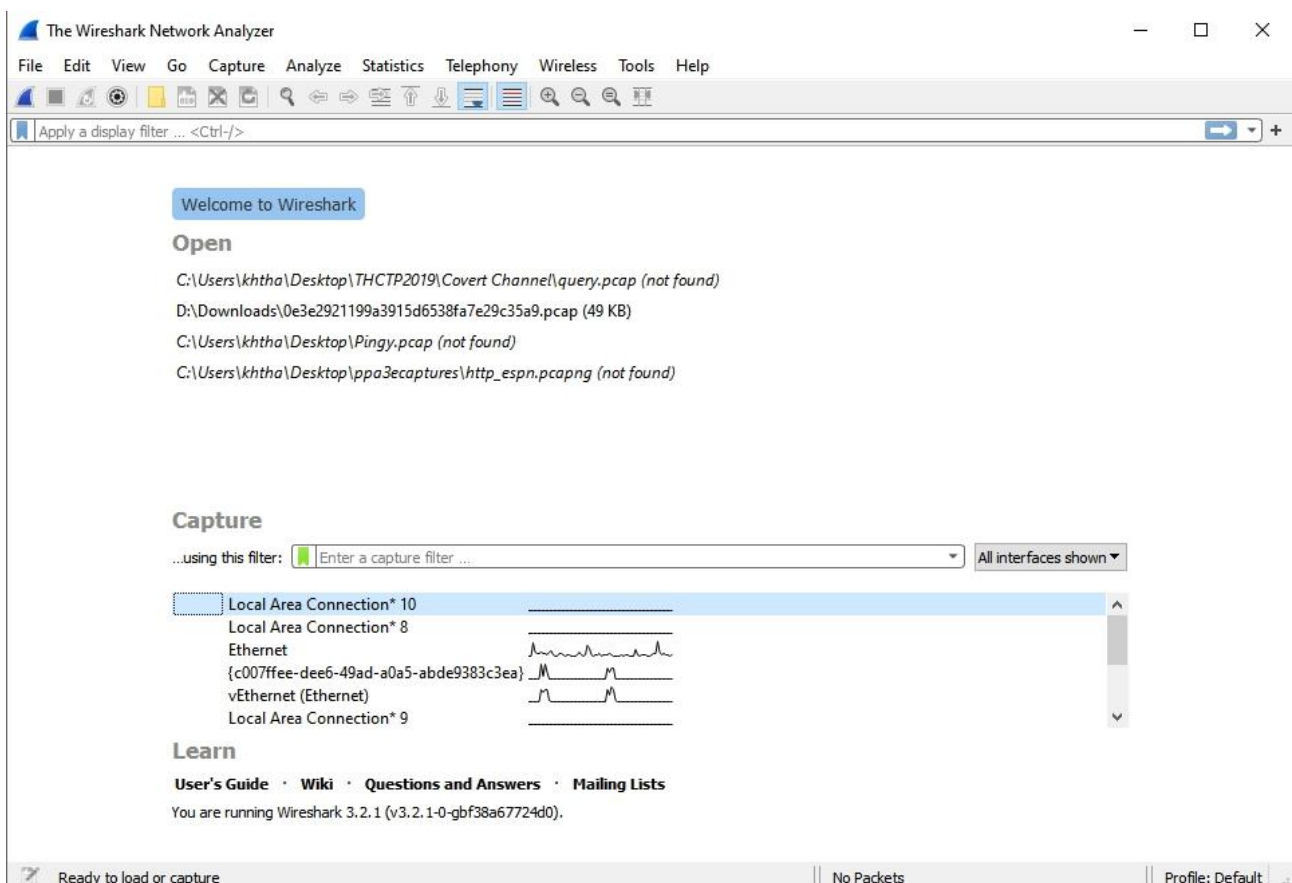 The Wireshark Network Analyzer
File Edit View Go Capture Analyze Statistics Telephony Wireless Tools Help
Apply a display filter ... <Ctrl-/>
Welcome to Wireshark
Open
C:\Users\khtha\Desktop\THCTP2019\Covert Channel\query.pcap (not found)
D:\Downloads\0e3e2921199a3915d6538fa7e29c35a9.pcap (49 KB)
C:\Users\khtha\Desktop\Pingy.pcap (not found)
C:\Users\khtha\Desktop\ppa3ecaptures\http_espn.pcapng (not found)
Capture
...using this filter: Enter a capture filter ... All interfaces shown
Local Area Connection* 10
Local Area Connection* 8
Ethernet
{c007ffee-dee6-49ad-a0a5-abde9383c3ea}
vEthernet (Ethernet)
Local Area Connection* 9
Learn
User's Guide · Wiki · Questions and Answers · Mailing Lists
You are running Wireshark 3.2.1 (v3.2.1-0-gbf38a67724d0).
Ready to load or capture No Packets Profile: Default